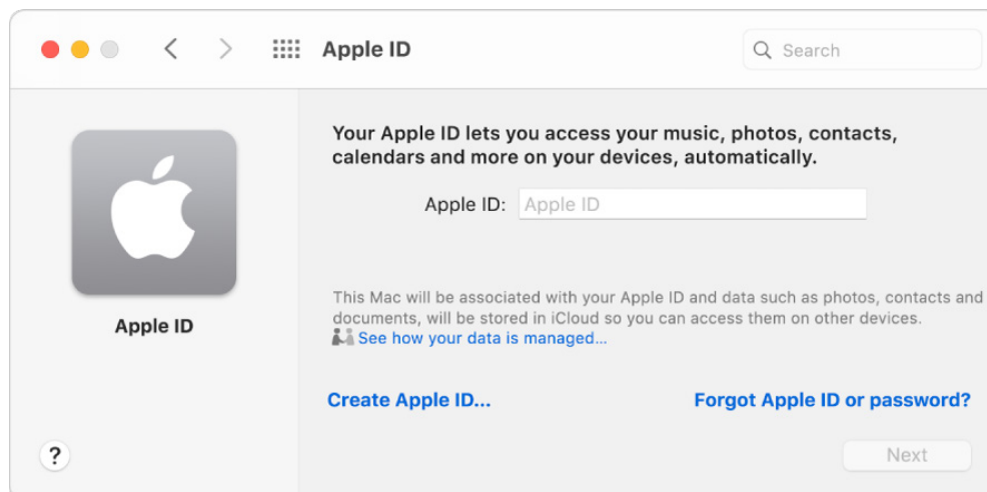 Apple ID
Search
Your Apple ID lets you access your music, photos, contacts,
calendars and more on your devices, automatically.
Apple ID: Apple ID
This Mac will be associated with your Apple ID and data such as photos, contacts and
documents, will be stored in iCloud so you can access them on other devices.
See how your data is managed...
Apple ID
Create Apple ID...
Forgot Apple ID or password?
?
Next